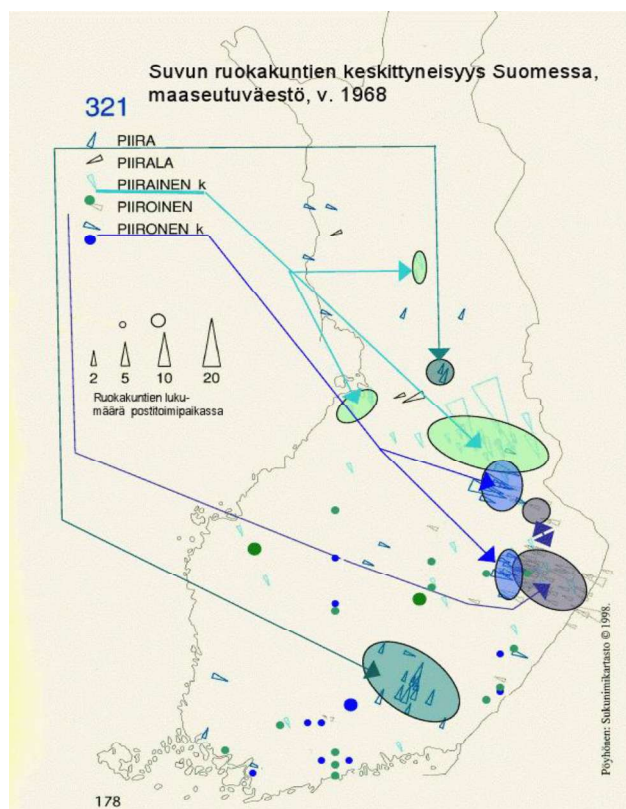 Suvun ruokakuntien keskittyneisyys Suomessa,
maaseutuväestö, v. 1968
321
PIIRA
PIIRALA
PIIRAINEN k
PIIROINEN
PIIRONEN k
2 5 10 20
Ruokakuntien luku-
määrä postitoimipaikassa
Pöyhönen: Sukunimikartasto © 1998.
178